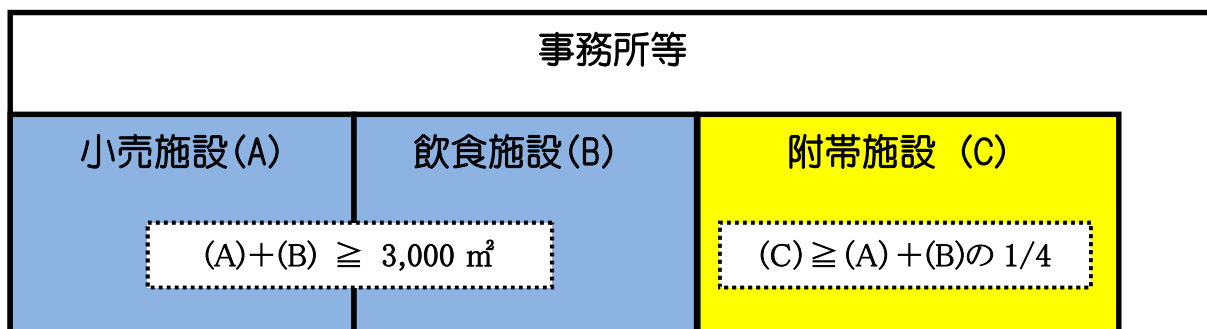 事務所等
小売施設(A)
飲食施設(B)
附帯施設 (C)
(A)＋(B) ≧ 3,000 ㎡
(C)≧(A)＋(B)の 1/4